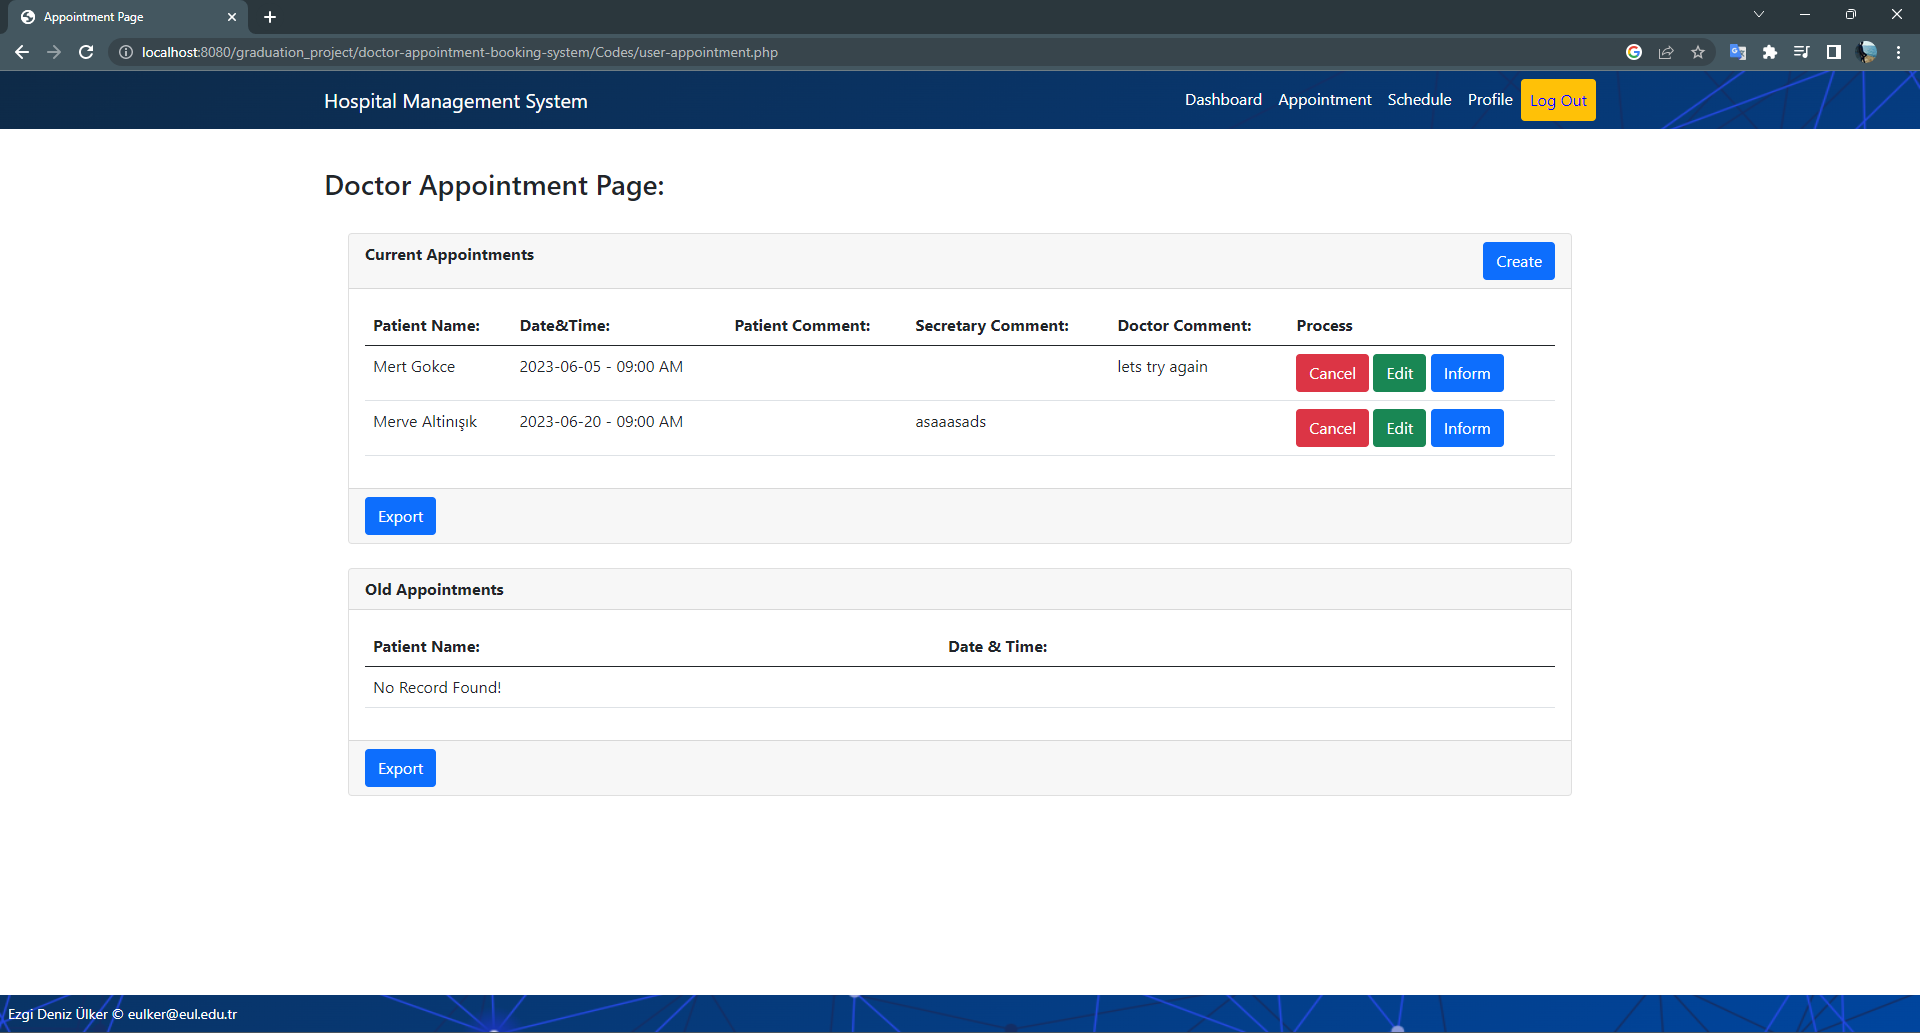 Appointment Page
localhost:8080/graduation_project/doctor-appointment-booking-system/Codes/user-appointment.php
Hospital Management System Dashboard Appointment Schedule Profile Log Out
Doctor Appointment Page:
Current Appointments Create
Patient Name: Date&Time: Patient Comment: Secretary Comment: Doctor Comment: Process
Mert Gokce 2023-06-05 - 09:00 AM lets try again Cancel Edit Inform
Merve Altinışık 2023-06-20 - 09:00 AM asaaasads Cancel Edit Inform
Export
Old Appointments
Patient Name: Date & Time:
No Record Found!
Export
Ezgi Deniz Ülker © eulker@eul.edu.tr